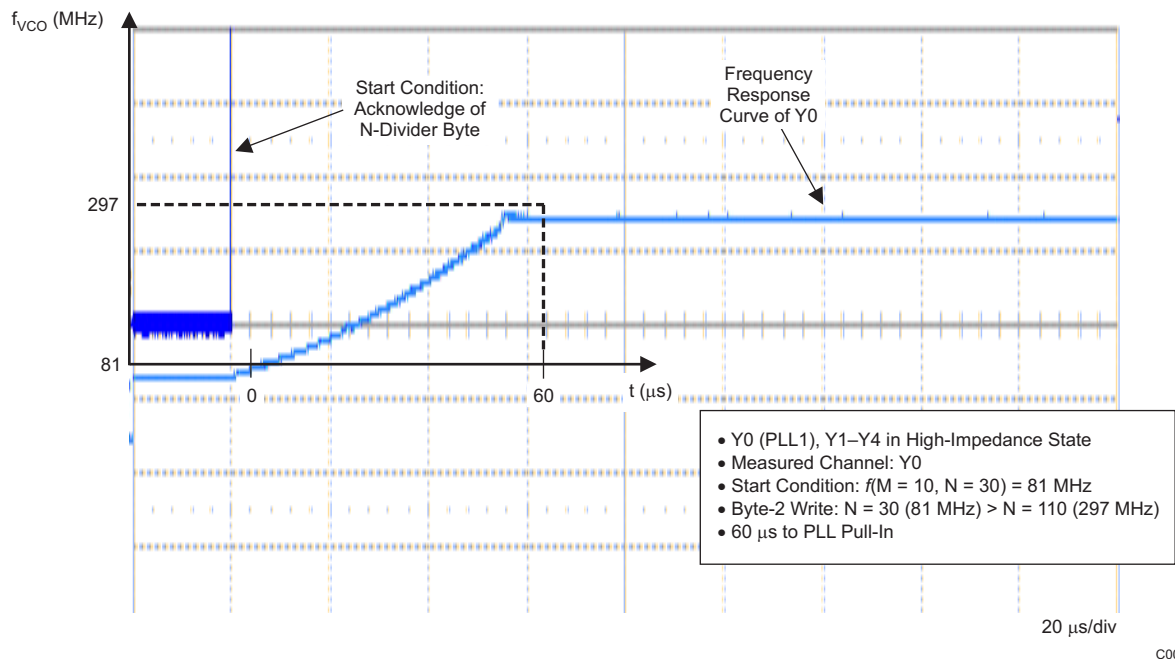 f_VCO (MHz)
Start Condition:
Acknowledge of
N-Divider Byte
Frequency
Response
Curve of Y0
297
81
0
60
t (μs)
• Y0 (PLL1), Y1–Y4 in High-Impedance State
• Measured Channel: Y0
• Start Condition: f(M = 10, N = 30) = 81 MHz
• Byte-2 Write: N = 30 (81 MHz) > N = 110 (297 MHz)
• 60 μs to PLL Pull-In
20 μs/div